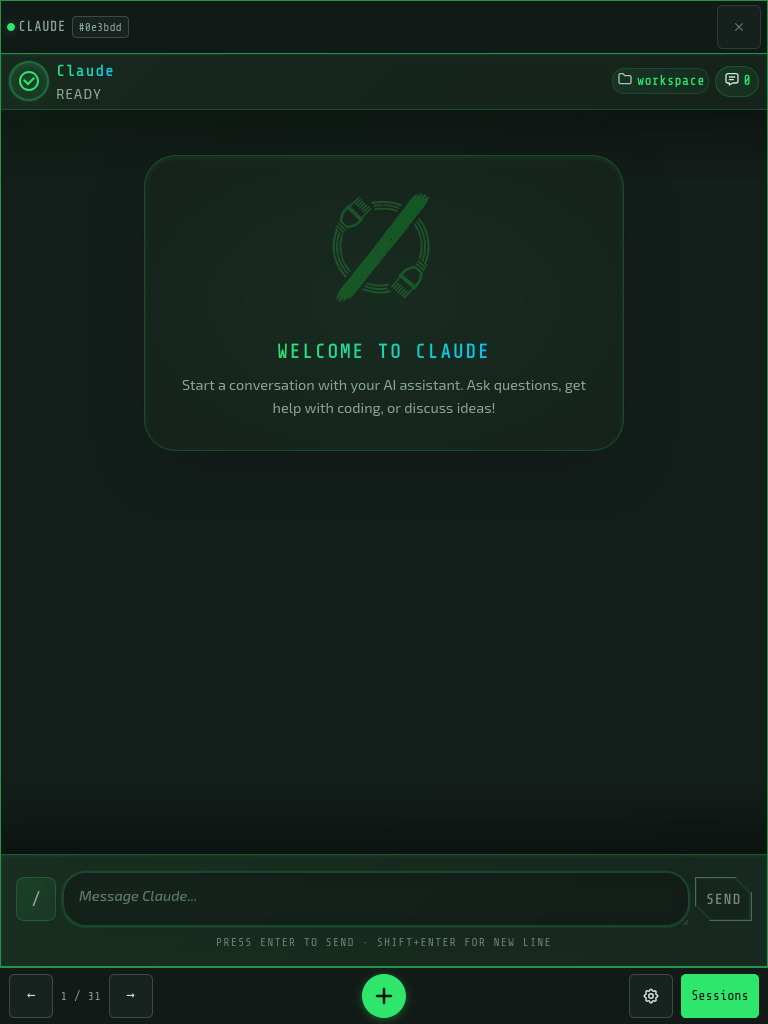 CLAUDE #0e3bdd ×
Claude
READY
workspace 0
WELCOME TO CLAUDE
Start a conversation with your AI assistant. Ask questions, get
help with coding, or discuss ideas!
/ Message Claude... SEND
PRESS ENTER TO SEND · SHIFT+ENTER FOR NEW LINE
← 1 / 31 → + Sessions